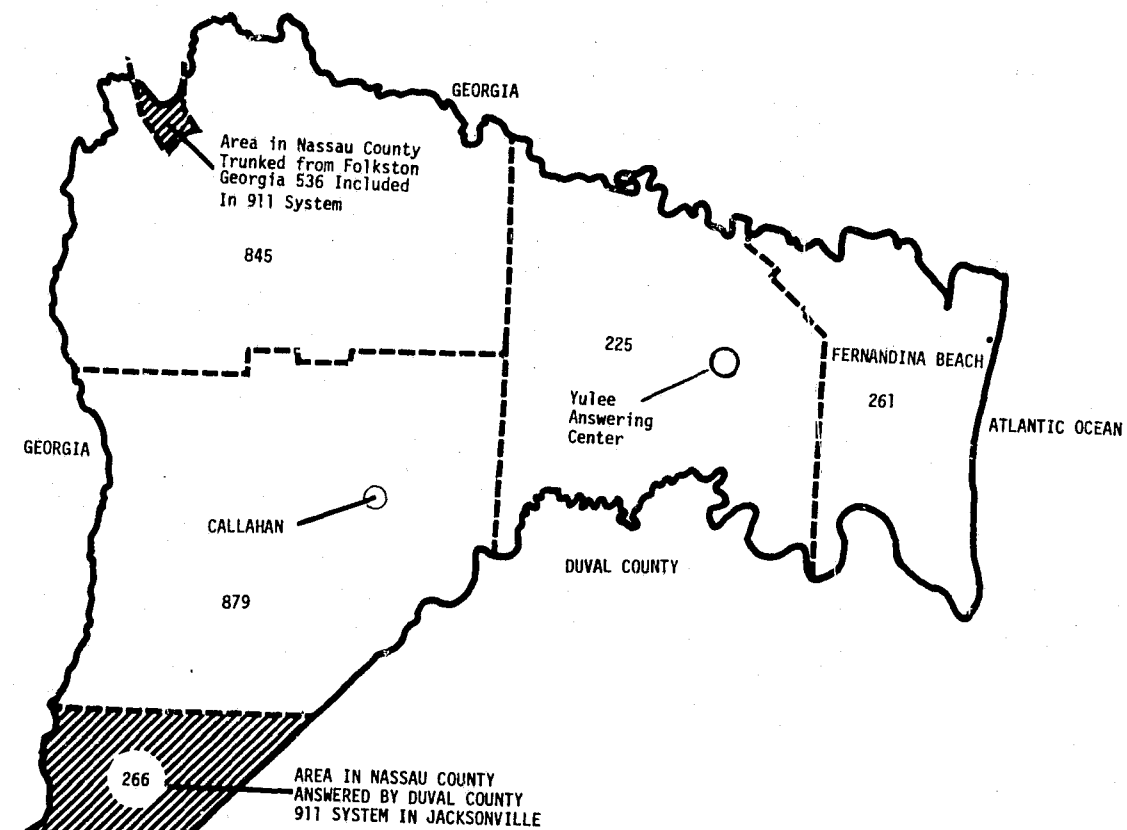 GEORGIA
Area in Nassau County
Trunked from Folkston
Georgia 536 Included
In 911 System
845
225
FERNANDINA BEACH
261
Yulee
Answering
Center
ATLANTIC OCEAN
GEORGIA
CALLAHAN
DUVAL COUNTY
879
266
AREA IN NASSAU COUNTY
ANSWERED BY DUVAL COUNTY
911 SYSTEM IN JACKSONVILLE